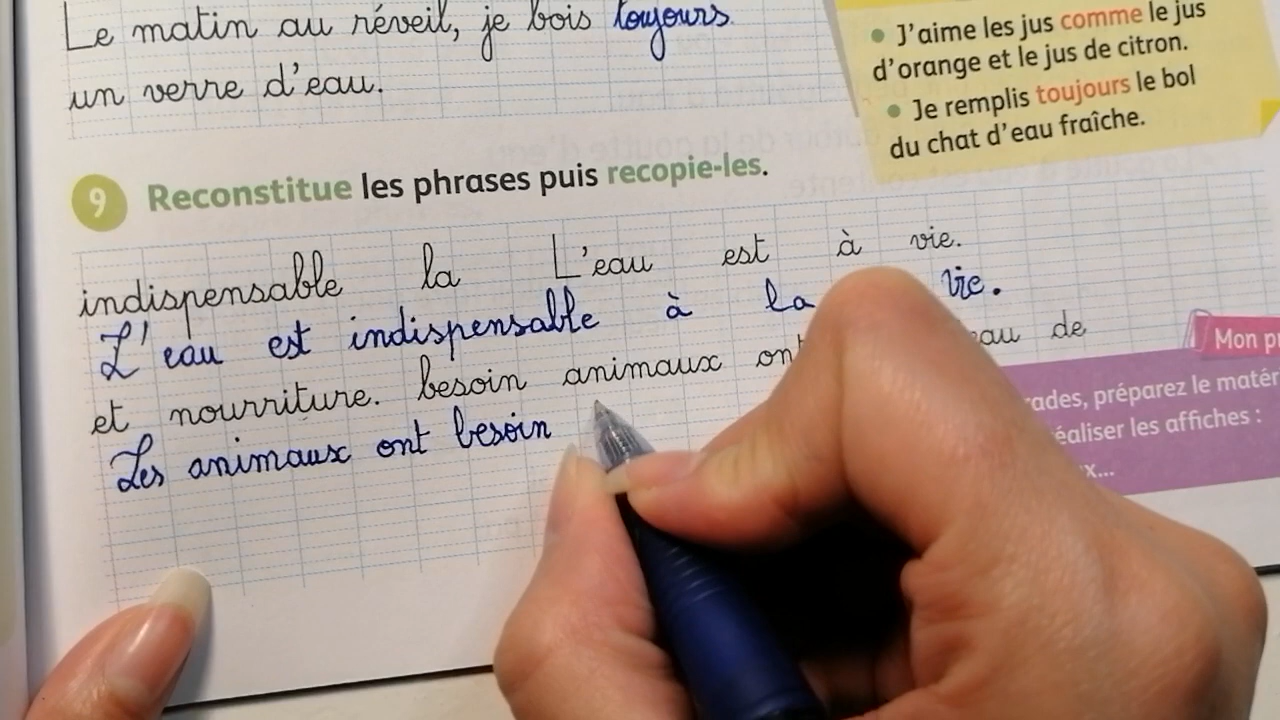 Le matin au réveil, je bois toujours
un verre d'eau.
• J'aime les jus comme le jus
d'orange et le jus de citron.
• Je remplis toujours le bol
du chat d'eau fraîche.
9 Reconstitue les phrases puis recopie-les.
indispensable la L'eau est à vie.
L'eau est indispensable à la vie.
et nourriture. besoin animaux ont de
Les animaux ont besoin
Mon
préparez le matér
éaliser les affiches :